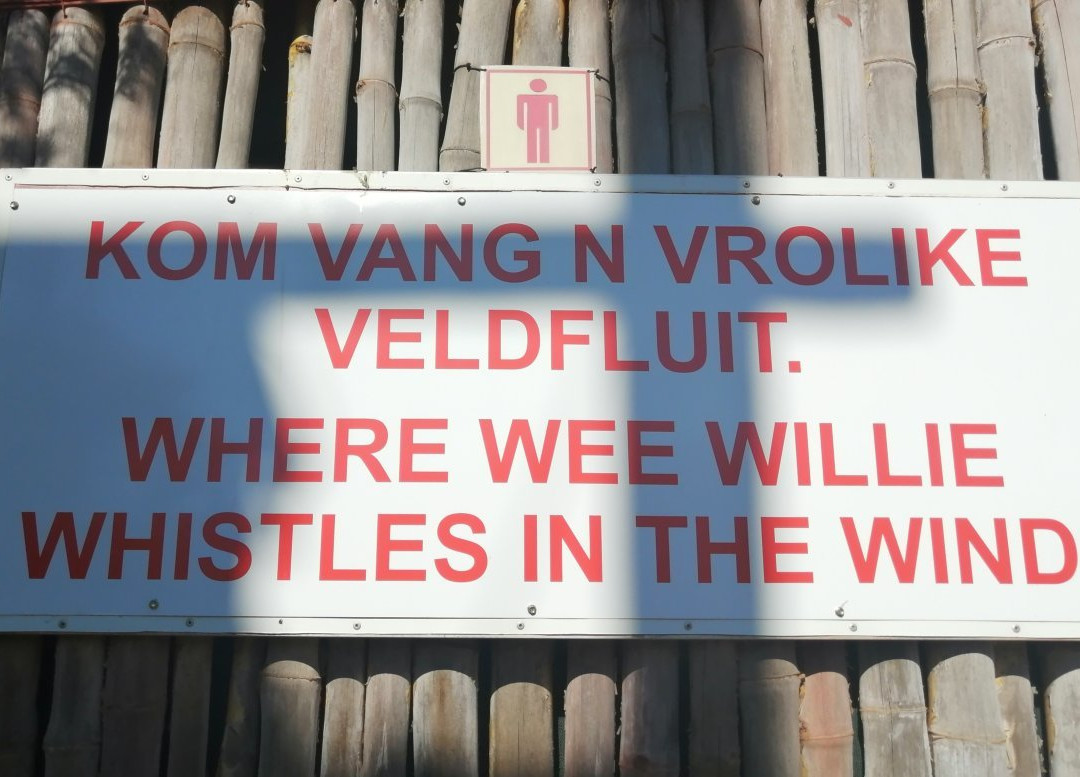 KOM VANG N VROLIKE
VELDFLUIT.
WHERE WEE WILLIE
WHISTLES IN THE WIND